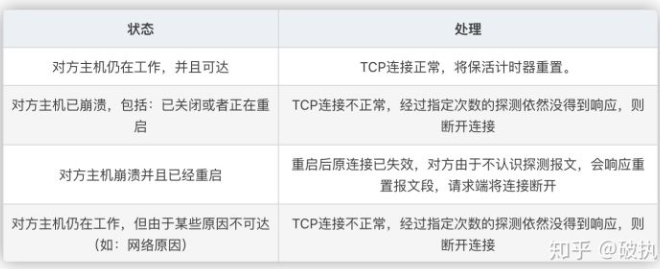 状态 处理
对方主机仍在工作，并且可达 TCP连接正常，将保活计时器重置。
对方主机已崩溃，包括：已关闭或者正在重
启
TCP连接不正常，经过指定次数的探测依然没得到响应，则
断开连接
对方主机崩溃并且已经重启
重启后原连接已失效，对方由于不认识探测报文，会响应重
置报文段，请求端将连接断开
对方主机仍在工作，但由于某些原因不可达
（如：网络原因）
TCP连接不正常，经过指定次数的探测依然没得到响应，则
断开连接
知乎 @破执